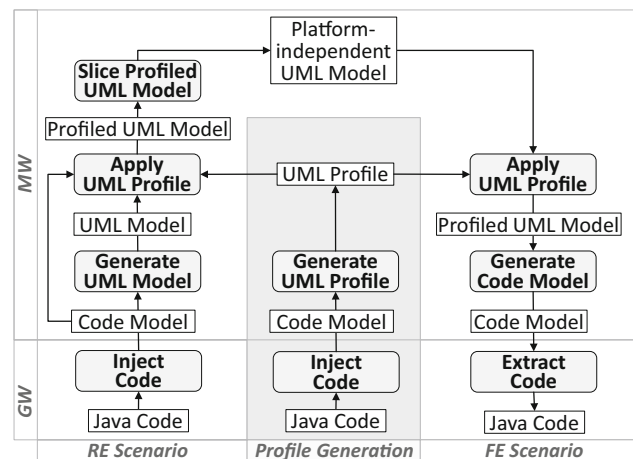 Platform-
independent
UML Model
Slice Profiled
UML Model
Profiled UML Model
Apply
UML Profile
UML Profile
Apply
UML Profile
UML Model
Profiled UML Model
Generate
UML Model
Generate
UML Profile
Generate
Code Model
Code Model
Code Model
Code Model
MW
Inject
Code
Inject
Code
Extract
Code
Java Code
Java Code
Java Code
GW
RE Scenario
Profile Generation
FE Scenario